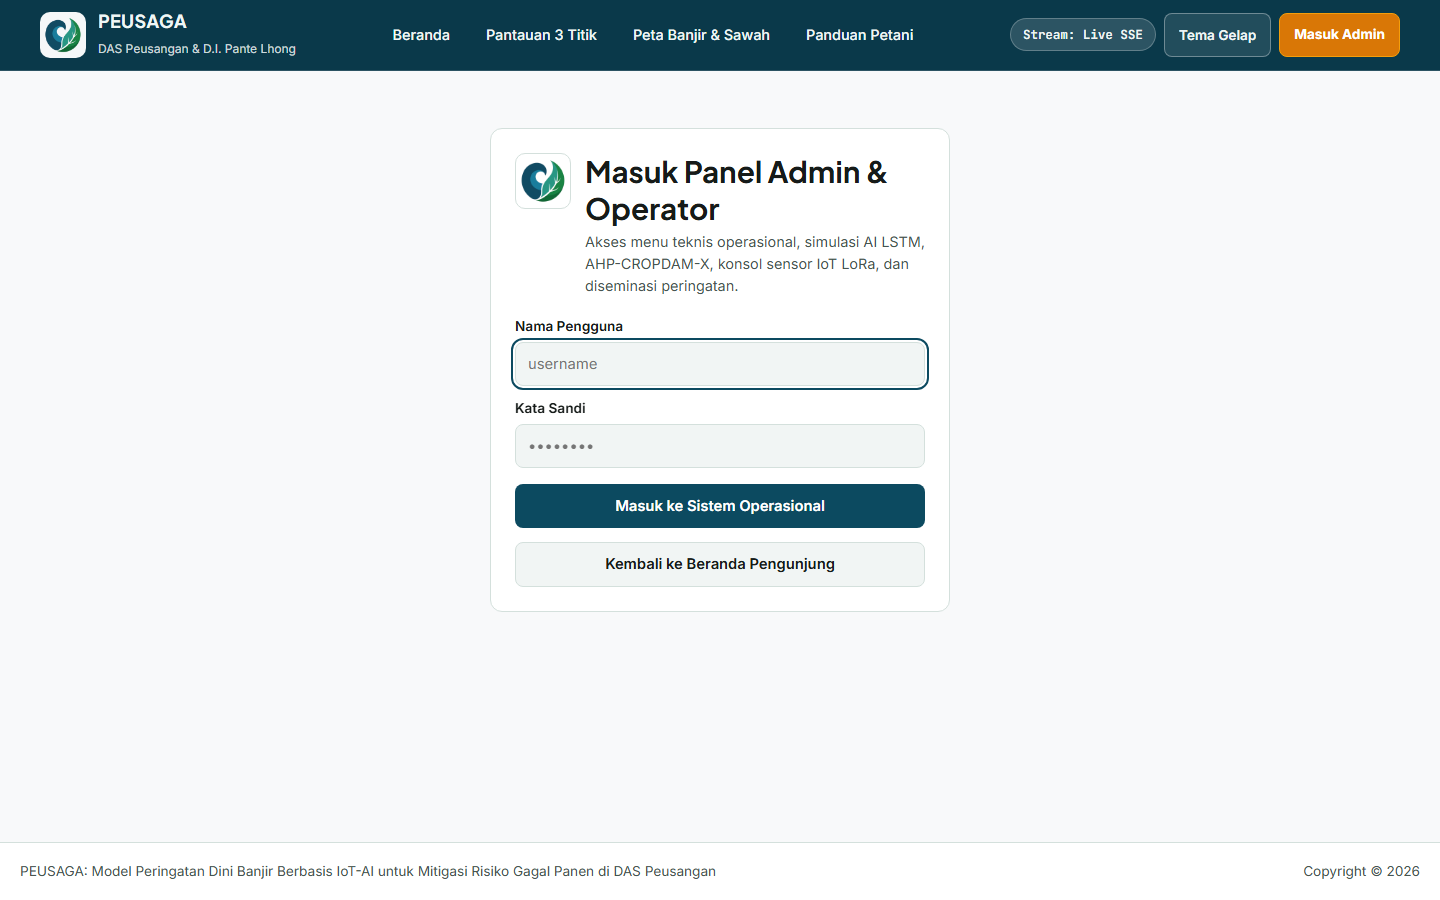 PEUSAGA
DAS Peusangan & D.I. Pante Lhong
Beranda
Pantauan 3 Titik
Peta Banjir & Sawah
Panduan Petani
Stream: Live SSE
Tema Gelap
Masuk Admin
Masuk Panel Admin &
Operator
Akses menu teknis operasional, simulasi AI LSTM,
AHP-CROPDAM-X, konsol sensor IoT LoRa, dan
diseminasi peringatan.
Nama Pengguna
username
Kata Sandi
••••••••
Masuk ke Sistem Operasional
Kembali ke Beranda Pengunjung
PEUSAGA: Model Peringatan Dini Banjir Berbasis IoT-AI untuk Mitigasi Risiko Gagal Panen di DAS Peusangan
Copyright © 2026